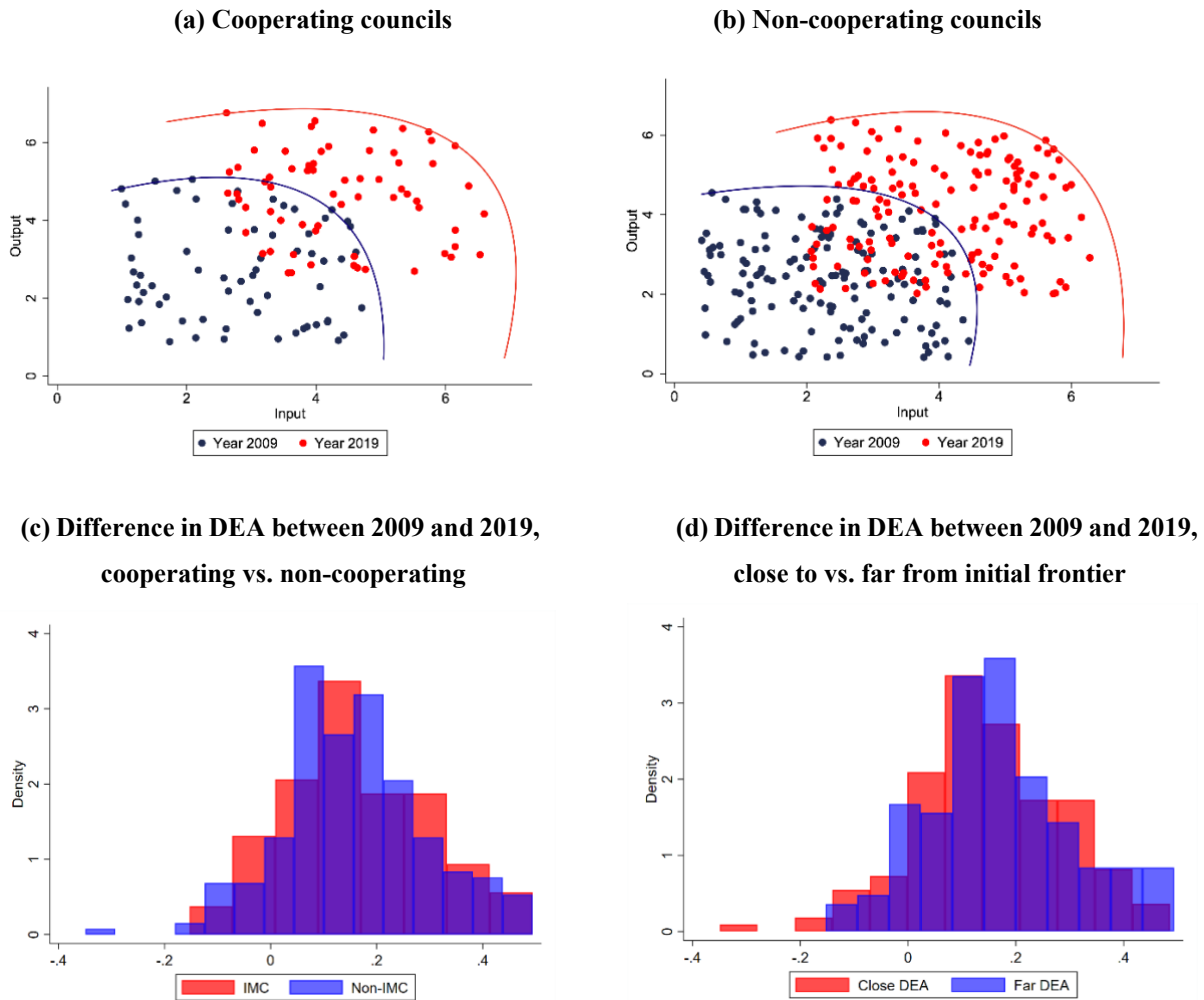 (a) Cooperating councils
(b) Non-cooperating councils
6
4
2
0
Output
0 2 4 6
Input
Year 2009 Year 2019
6
4
2
0
Output
0 2 4 6
Input
Year 2009 Year 2019
(c) Difference in DEA between 2009 and 2019,
cooperating vs. non-cooperating
(d) Difference in DEA between 2009 and 2019,
close to vs. far from initial frontier
4
3
2
1
0
Density
-.4 -.2 0 .2 .4
IMC Non-IMC
4
3
2
1
0
Density
-.4 -.2 0 .2 .4
Close DEA Far DEA